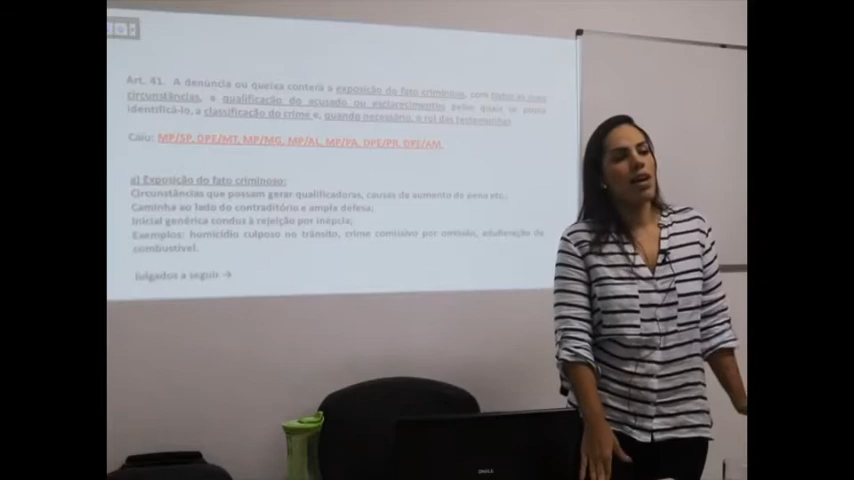 Art. 41. A denúncia ou queixa conterá a exposição do fato criminoso, com todas as suas
circunstâncias, a qualificação do acusado ou esclarecimentos pelos quais se possa
identificá-lo, a classificação do crime e, quando necessário, o rol das testemunhas.
Caiu: MP/SP, DPE/MT, MP/MG, MP/AL, MP/PA, DPE/PR, DPE/AM.
a) Exposição do fato criminoso:
Circunstâncias que possam gerar qualificadoras, causas de aumento de pena etc.
Caminha ao lado do contraditório e ampla defesa;
Inicial genérica conduz à rejeição por inépcia;
Exemplos: homicídio culposo no trânsito, crime comissivo por omissão, adulteração de
combustível.
Julgados a seguir →